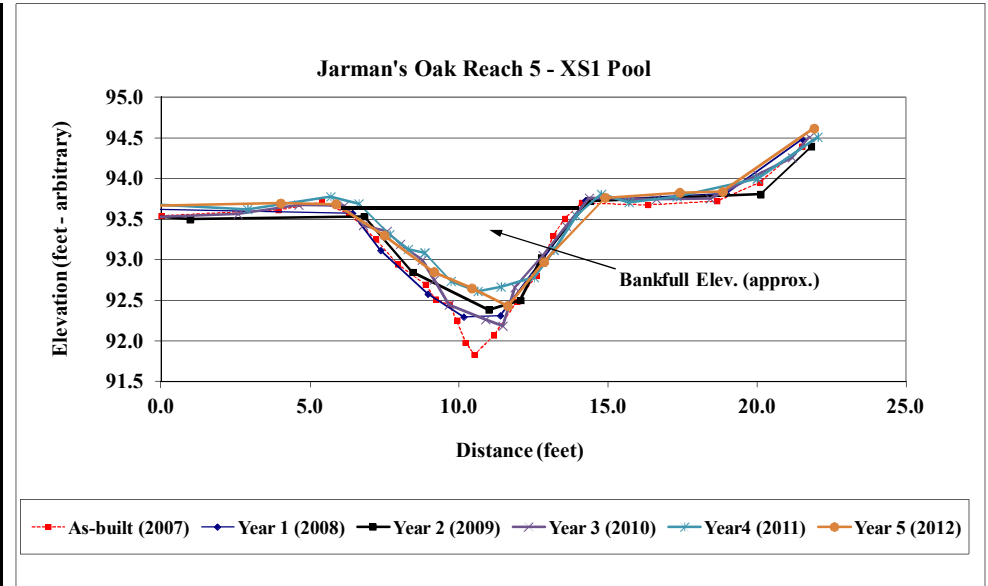 Jarman's Oak Reach 5 - XS1 Pool
95.0
94.5
94.0
93.5
93.0
92.5
92.0
91.5
Elevation (feet - arbitrary)
Bankfull Elev. (approx.)
0.0 5.0 10.0 15.0 20.0 25.0
Distance (feet)
As-built (2007) Year 1 (2008) Year 2 (2009) Year 3 (2010) Year4 (2011) Year 5 (2012)